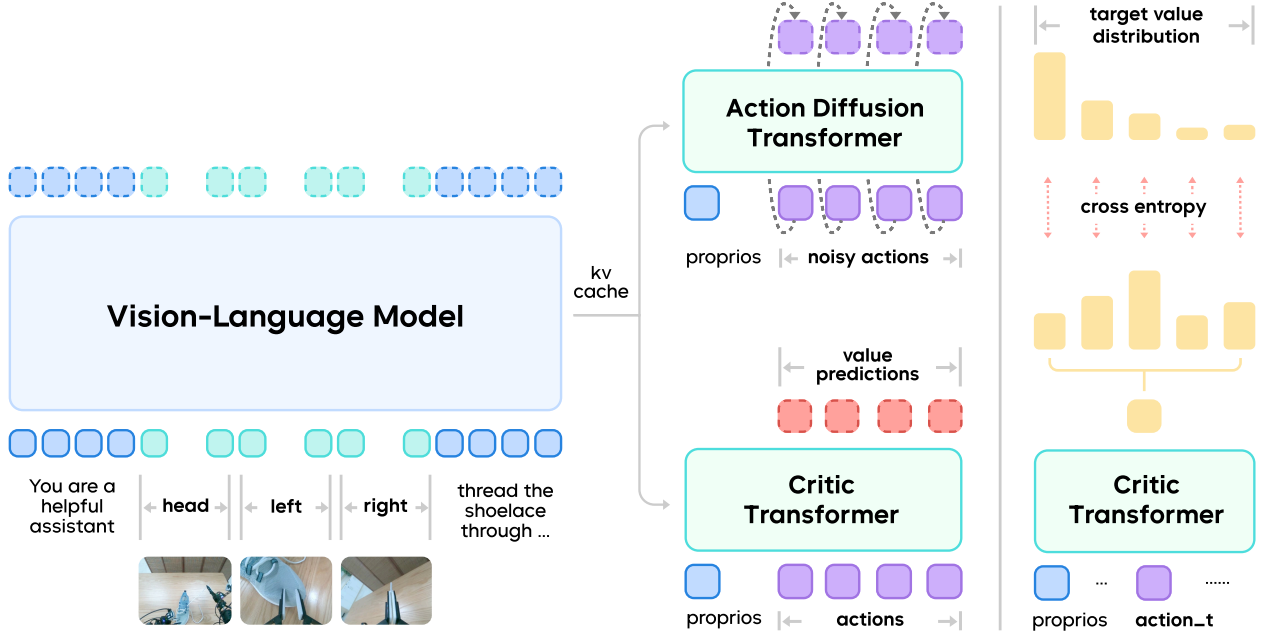 Vision-Language Model
You are a
helpful
assistant
head
left
right
thread the
shoelace
through ...
kv
cache
Action Diffusion
Transformer
proprios
noisy actions
value
predictions
Critic
Transformer
proprios
actions
target value
distribution
cross entropy
Critic
Transformer
... ......
proprios action_t